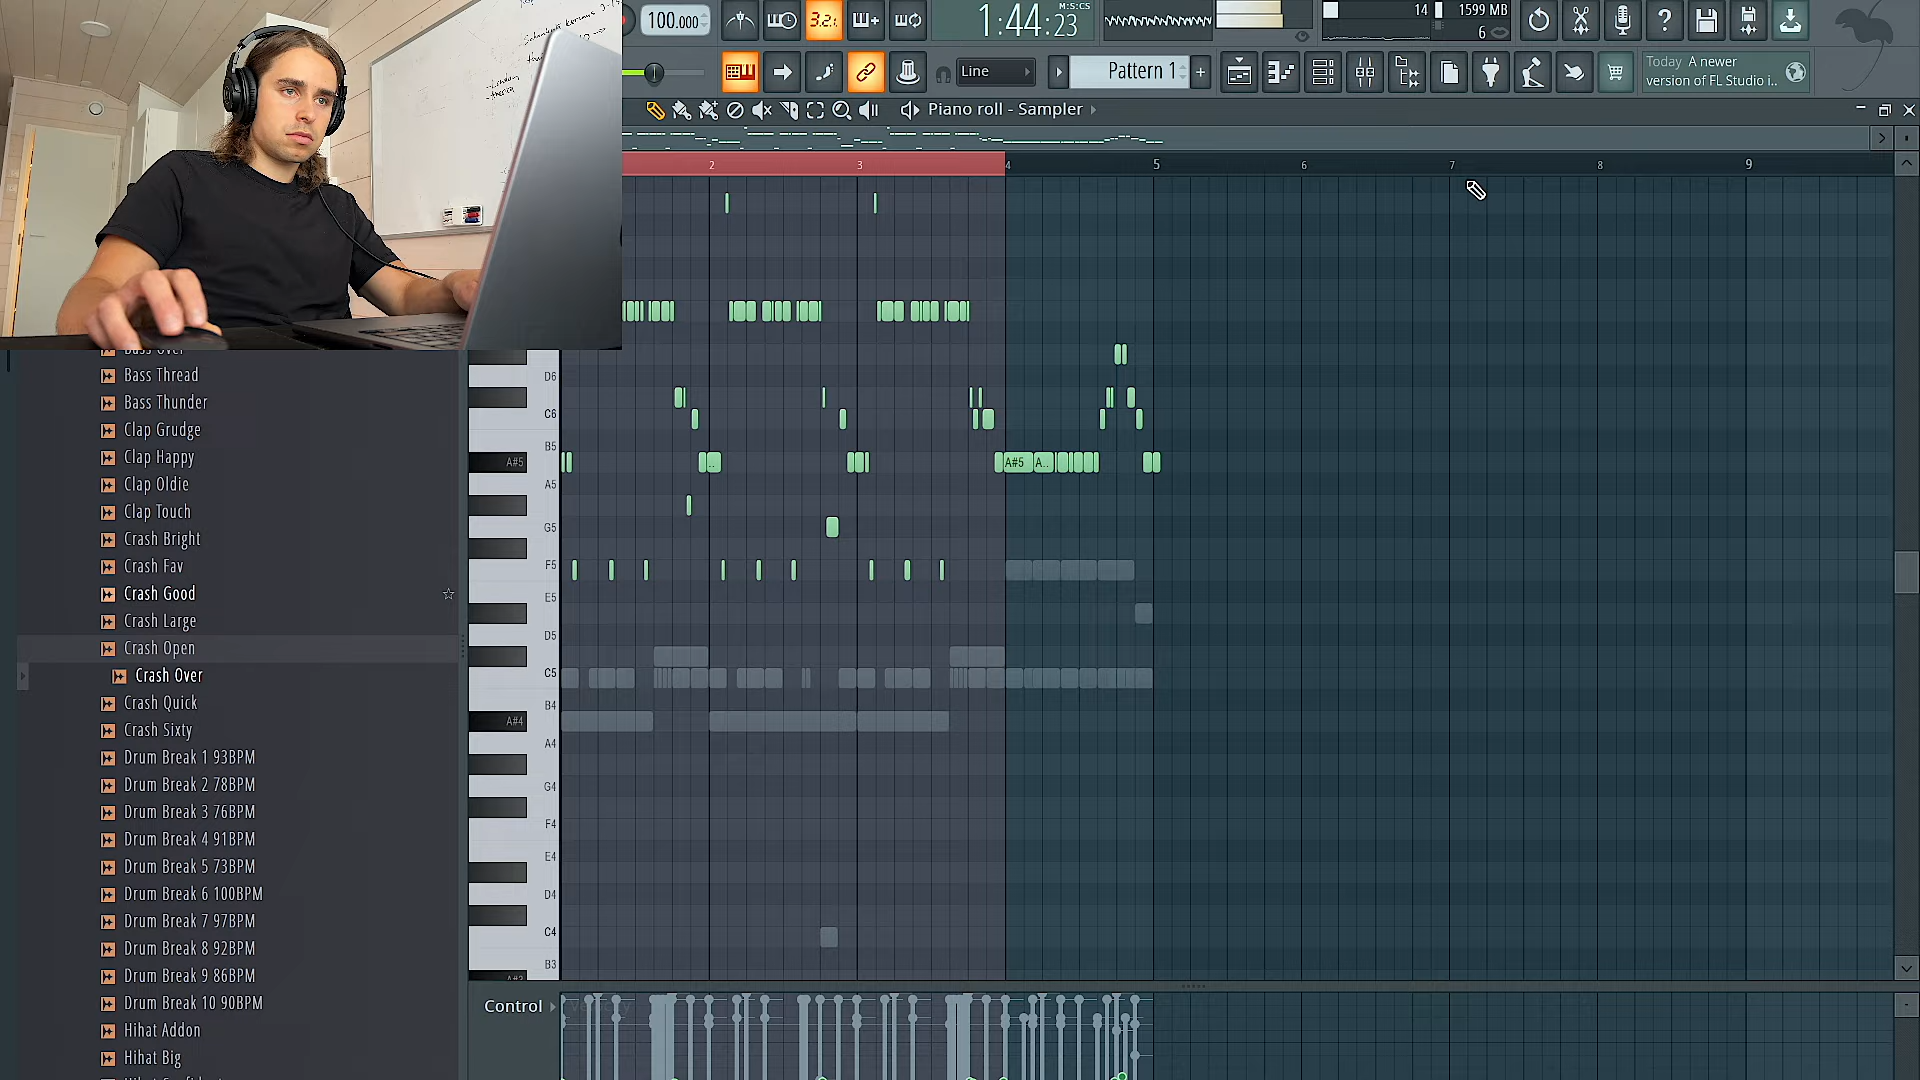 100.000
3.2.
1:44:23
M:S:CS
14
1599 MB
6
Line
Pattern 1
+
Today A newer
version of FL Studio i..
Piano roll - Sampler
2 3 4 5 6 7 8 9
Bass Thread
Bass Thunder
Clap Grudge
Clap Happy
Clap Oldie
Clap Touch
Crash Bright
Crash Fav
Crash Good
Crash Large
Crash Open
Crash Over
Crash Quick
Crash Sixty
Drum Break 1 93BPM
Drum Break 2 78BPM
Drum Break 3 76BPM
Drum Break 4 91BPM
Drum Break 5 73BPM
Drum Break 6 100BPM
Drum Break 7 97BPM
Drum Break 8 92BPM
Drum Break 9 86BPM
Drum Break 10 90BPM
Hihat Addon
Hihat Big
D6
C6
B5
A#5
A5
G5
F5
E5
D5
C5
B4
A#4
A4
G4
F4
E4
D4
C4
B3
A#5 A..
Control